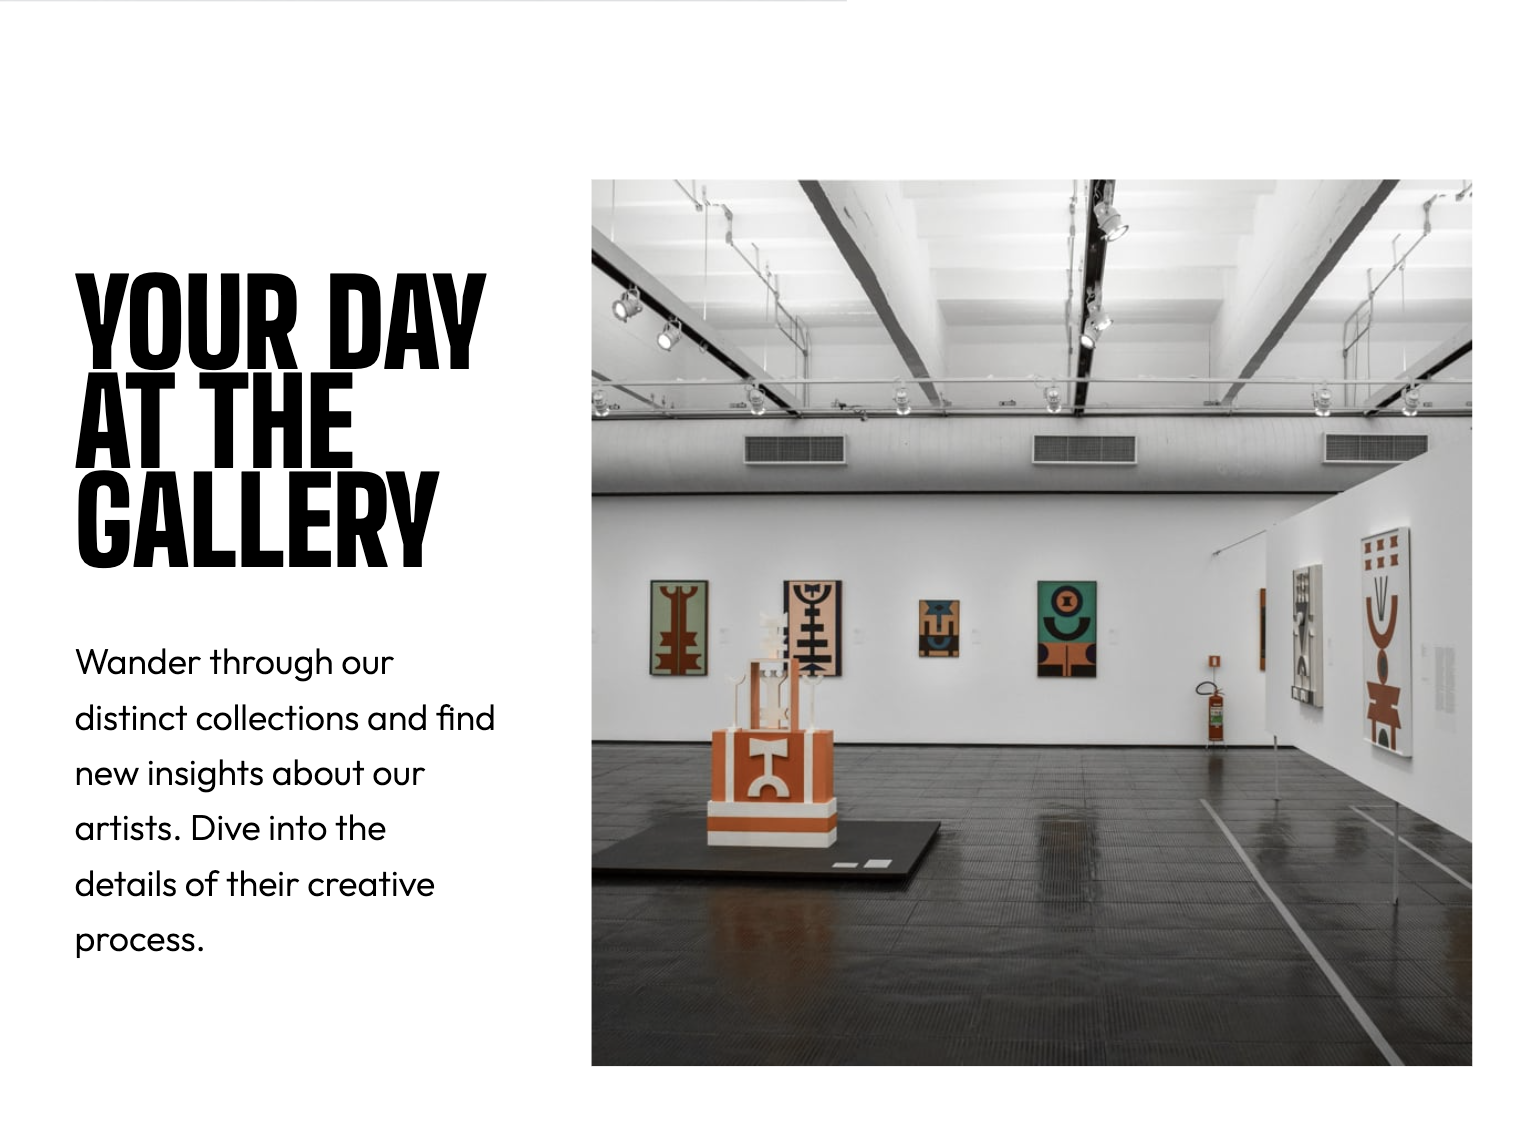 YOUR DAY
AT THE
GALLERY
Wander through our
distinct collections and find
new insights about our
artists. Dive into the
details of their creative
process.